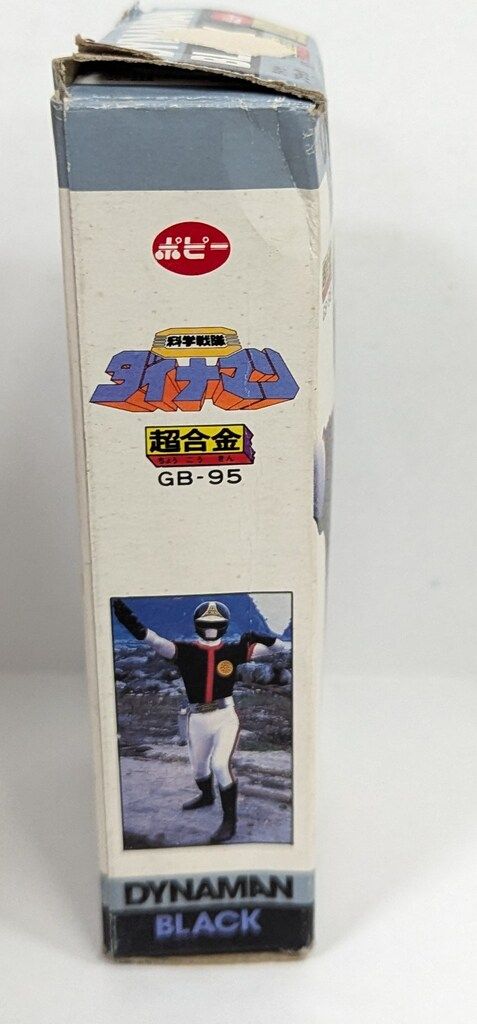 ポピー
科学戦隊
ダイナマン
超合金
ちょう ごう きん
GB-95
DYNAMAN
BLACK